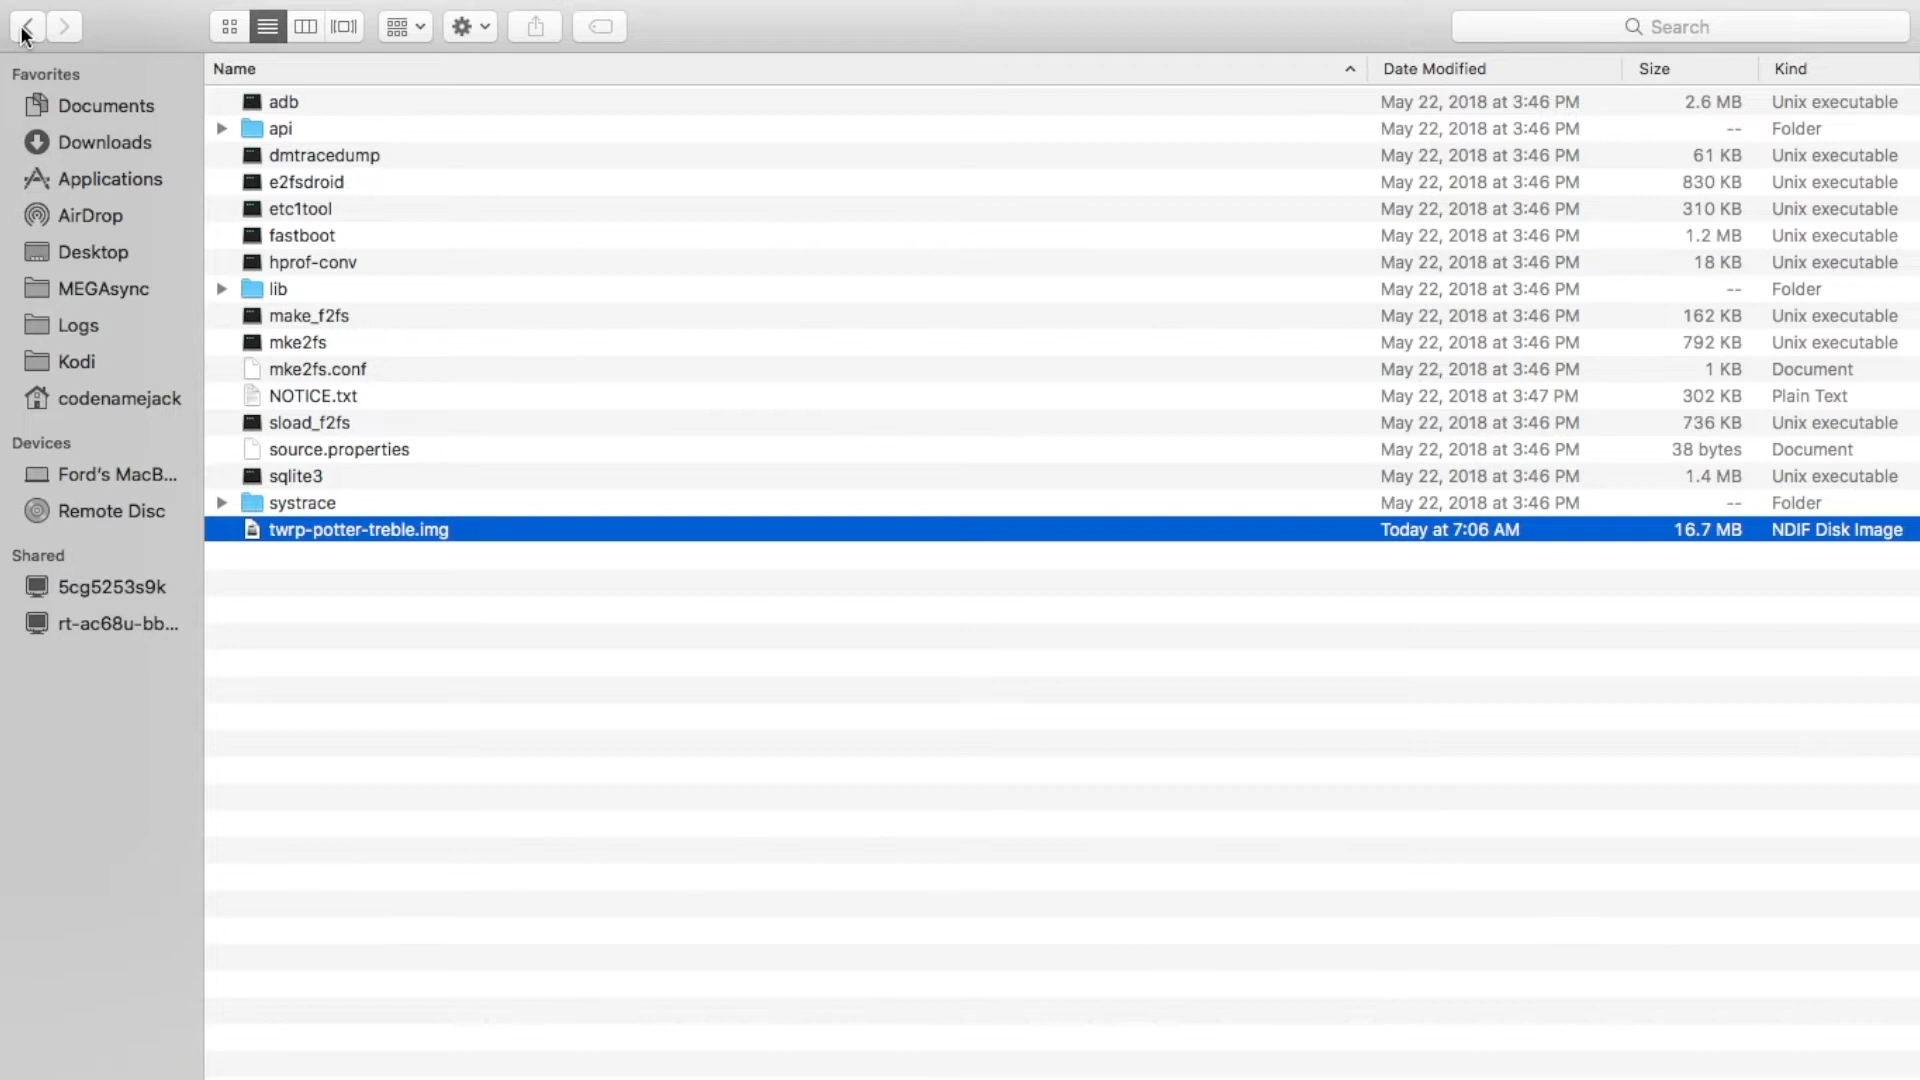 Search
Favorites
Documents
Downloads
Applications
AirDrop
Desktop
MEGAsync
Logs
Kodi
codenamejack
Devices
Ford's MacB...
Remote Disc
Shared
5cg5253s9k
rt-ac68u-bb...
Name Date Modified Size Kind
adb May 22, 2018 at 3:46 PM 2.6 MB Unix executable
api May 22, 2018 at 3:46 PM -- Folder
dmtracedump May 22, 2018 at 3:46 PM 61 KB Unix executable
e2fsdroid May 22, 2018 at 3:46 PM 830 KB Unix executable
etc1tool May 22, 2018 at 3:46 PM 310 KB Unix executable
fastboot May 22, 2018 at 3:46 PM 1.2 MB Unix executable
hprof-conv May 22, 2018 at 3:46 PM 18 KB Unix executable
lib May 22, 2018 at 3:46 PM -- Folder
make_f2fs May 22, 2018 at 3:46 PM 162 KB Unix executable
mke2fs May 22, 2018 at 3:46 PM 792 KB Unix executable
mke2fs.conf May 22, 2018 at 3:46 PM 1 KB Document
NOTICE.txt May 22, 2018 at 3:47 PM 302 KB Plain Text
sload_f2fs May 22, 2018 at 3:46 PM 736 KB Unix executable
source.properties May 22, 2018 at 3:46 PM 38 bytes Document
sqlite3 May 22, 2018 at 3:46 PM 1.4 MB Unix executable
systrace May 22, 2018 at 3:46 PM -- Folder
twrp-potter-treble.img Today at 7:06 AM 16.7 MB NDIF Disk Image